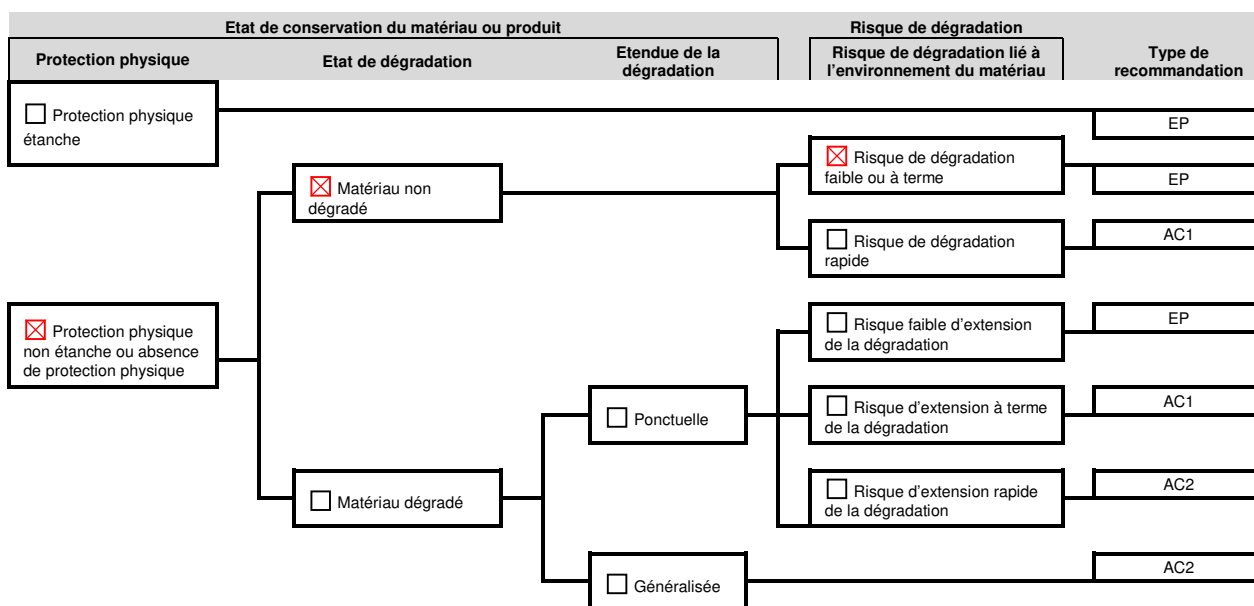 Etat de conservation du matériau ou produit
Risque de dégradation
Protection physique
Etat de dégradation
Etendue de la
dégradation
Risque de dégradation lié à
l'environnement du matériau
Type de
recommandation
Protection physique
étanche
EP
Matériau non
dégradé
Risque de dégradation
faible ou à terme
EP
Risque de dégradation
rapide
AC1
Protection physique
non étanche ou absence
de protection physique
Risque faible d'extension
de la dégradation
EP
Ponctuelle
Risque d'extension à terme
de la dégradation
AC1
Matériau dégradé
Risque d'extension rapide
de la dégradation
AC2
Généralisée
AC2